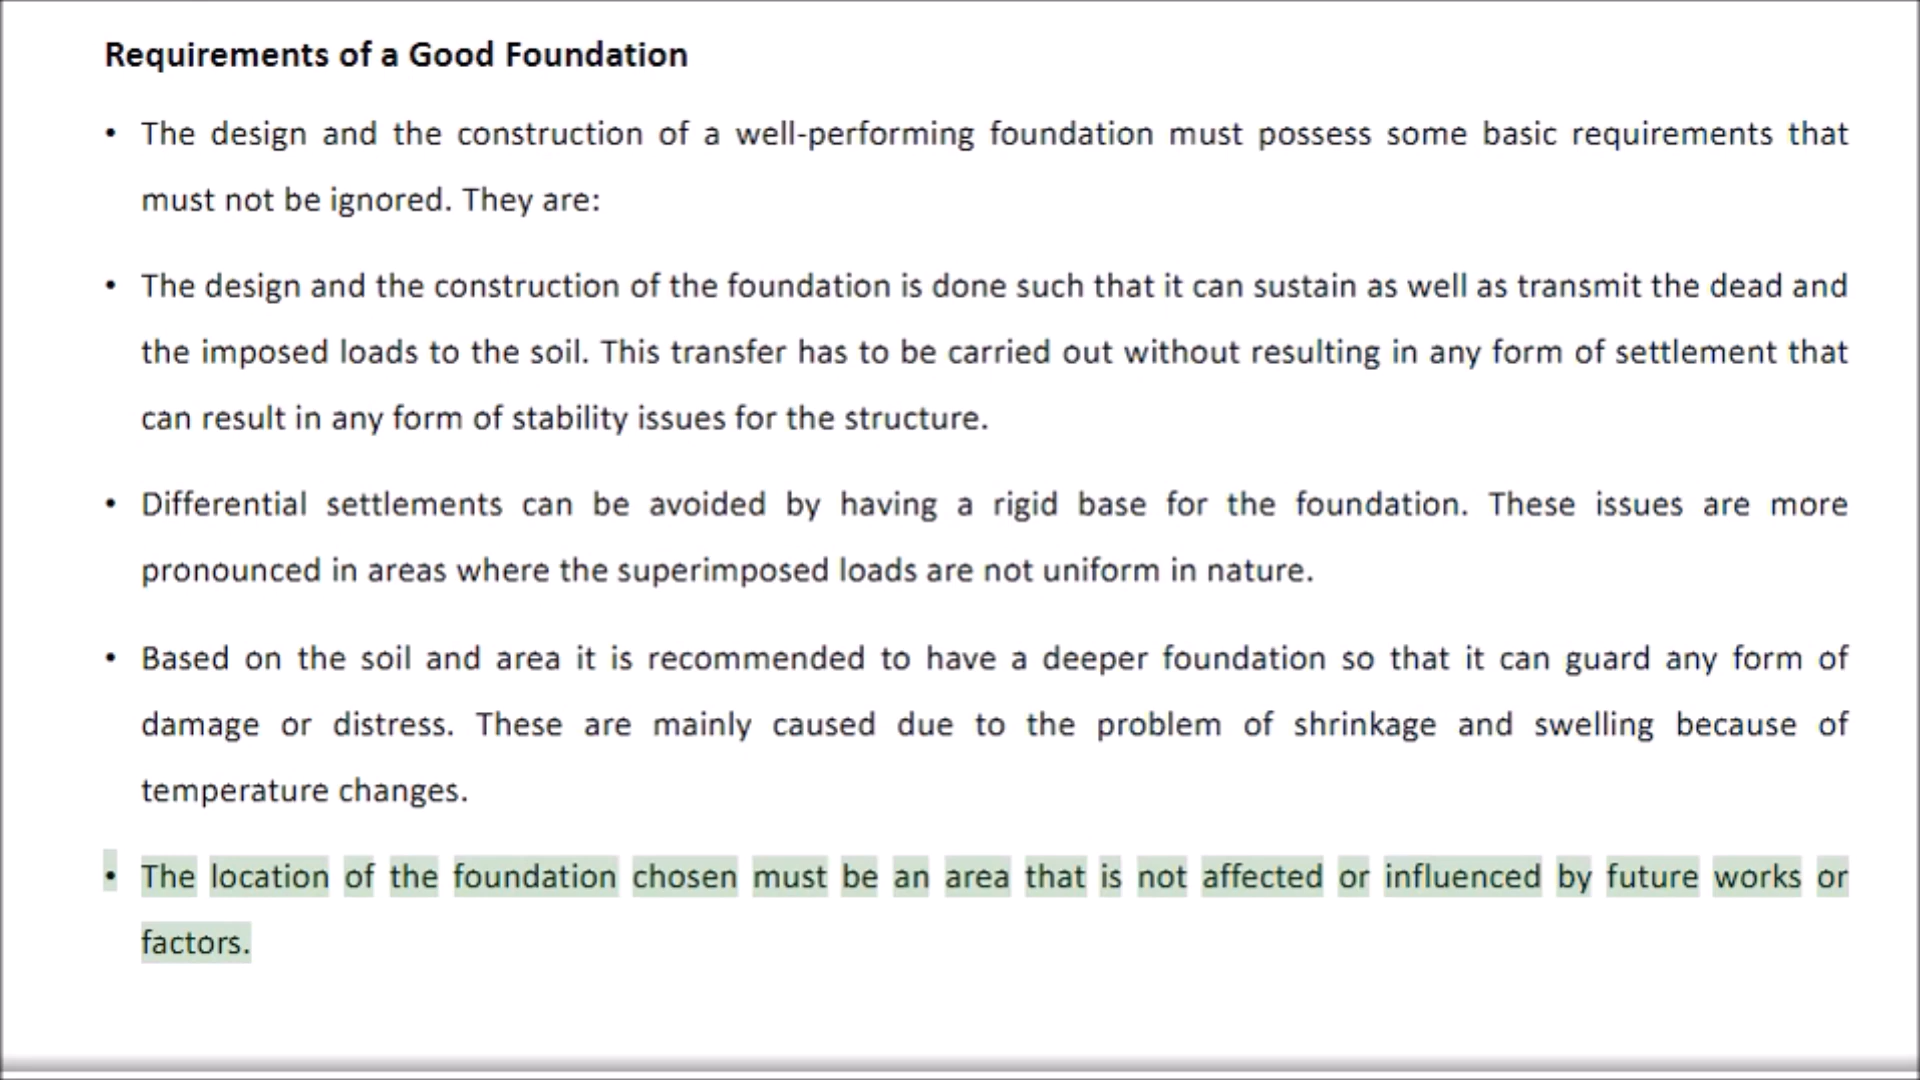 Requirements of a Good Foundation
• The design and the construction of a well-performing foundation must possess some basic requirements that
must not be ignored. They are:
• The design and the construction of the foundation is done such that it can sustain as well as transmit the dead and
the imposed loads to the soil. This transfer has to be carried out without resulting in any form of settlement that
can result in any form of stability issues for the structure.
• Differential settlements can be avoided by having a rigid base for the foundation. These issues are more
pronounced in areas where the superimposed loads are not uniform in nature.
• Based on the soil and area it is recommended to have a deeper foundation so that it can guard any form of
damage or distress. These are mainly caused due to the problem of shrinkage and swelling because of
temperature changes.
• The location of the foundation chosen must be an area that is not affected or influenced by future works or
factors.